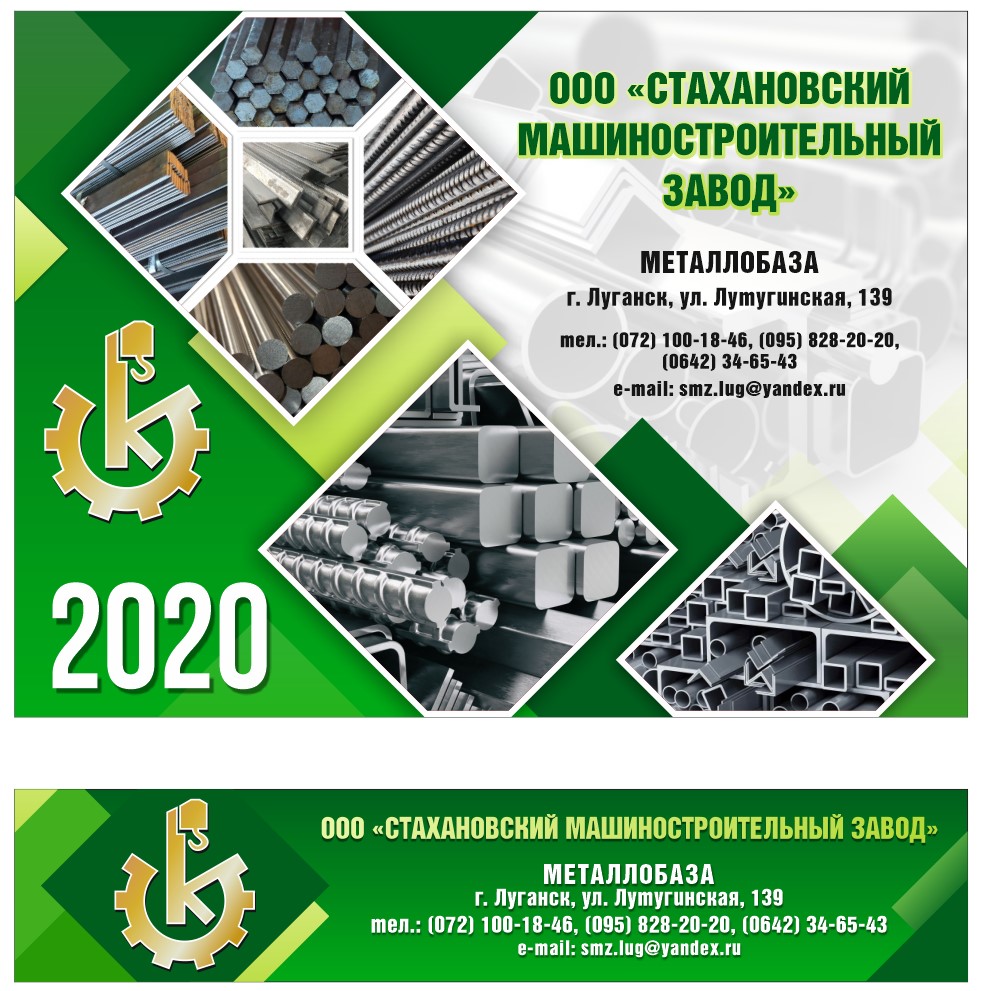 ООО «СТАХАНОВСКИЙ
МАШИНОСТРОИТЕЛЬНЫЙ
ЗАВОД»
МЕТАЛЛОБАЗА
г. Луганск, ул. Лутугинская, 139
тел.: (072) 100-18-46, (095) 828-20-20,
(0642) 34-65-43
e-mail: smz.lug@yandex.ru
k
2020
ООО «СТАХАНОВСКИЙ МАШИНОСТРОИТЕЛЬНЫЙ ЗАВОД»
МЕТАЛЛОБАЗА
г. Луганск, ул. Лутугинская, 139
тел.: (072) 100-18-46, (095) 828-20-20, (0642) 34-65-43
e-mail: smz.lug@yandex.ru
k